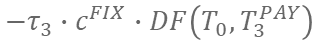 −τ₃ · c^{FIX} · DF(T₀, T₃^{PAY})